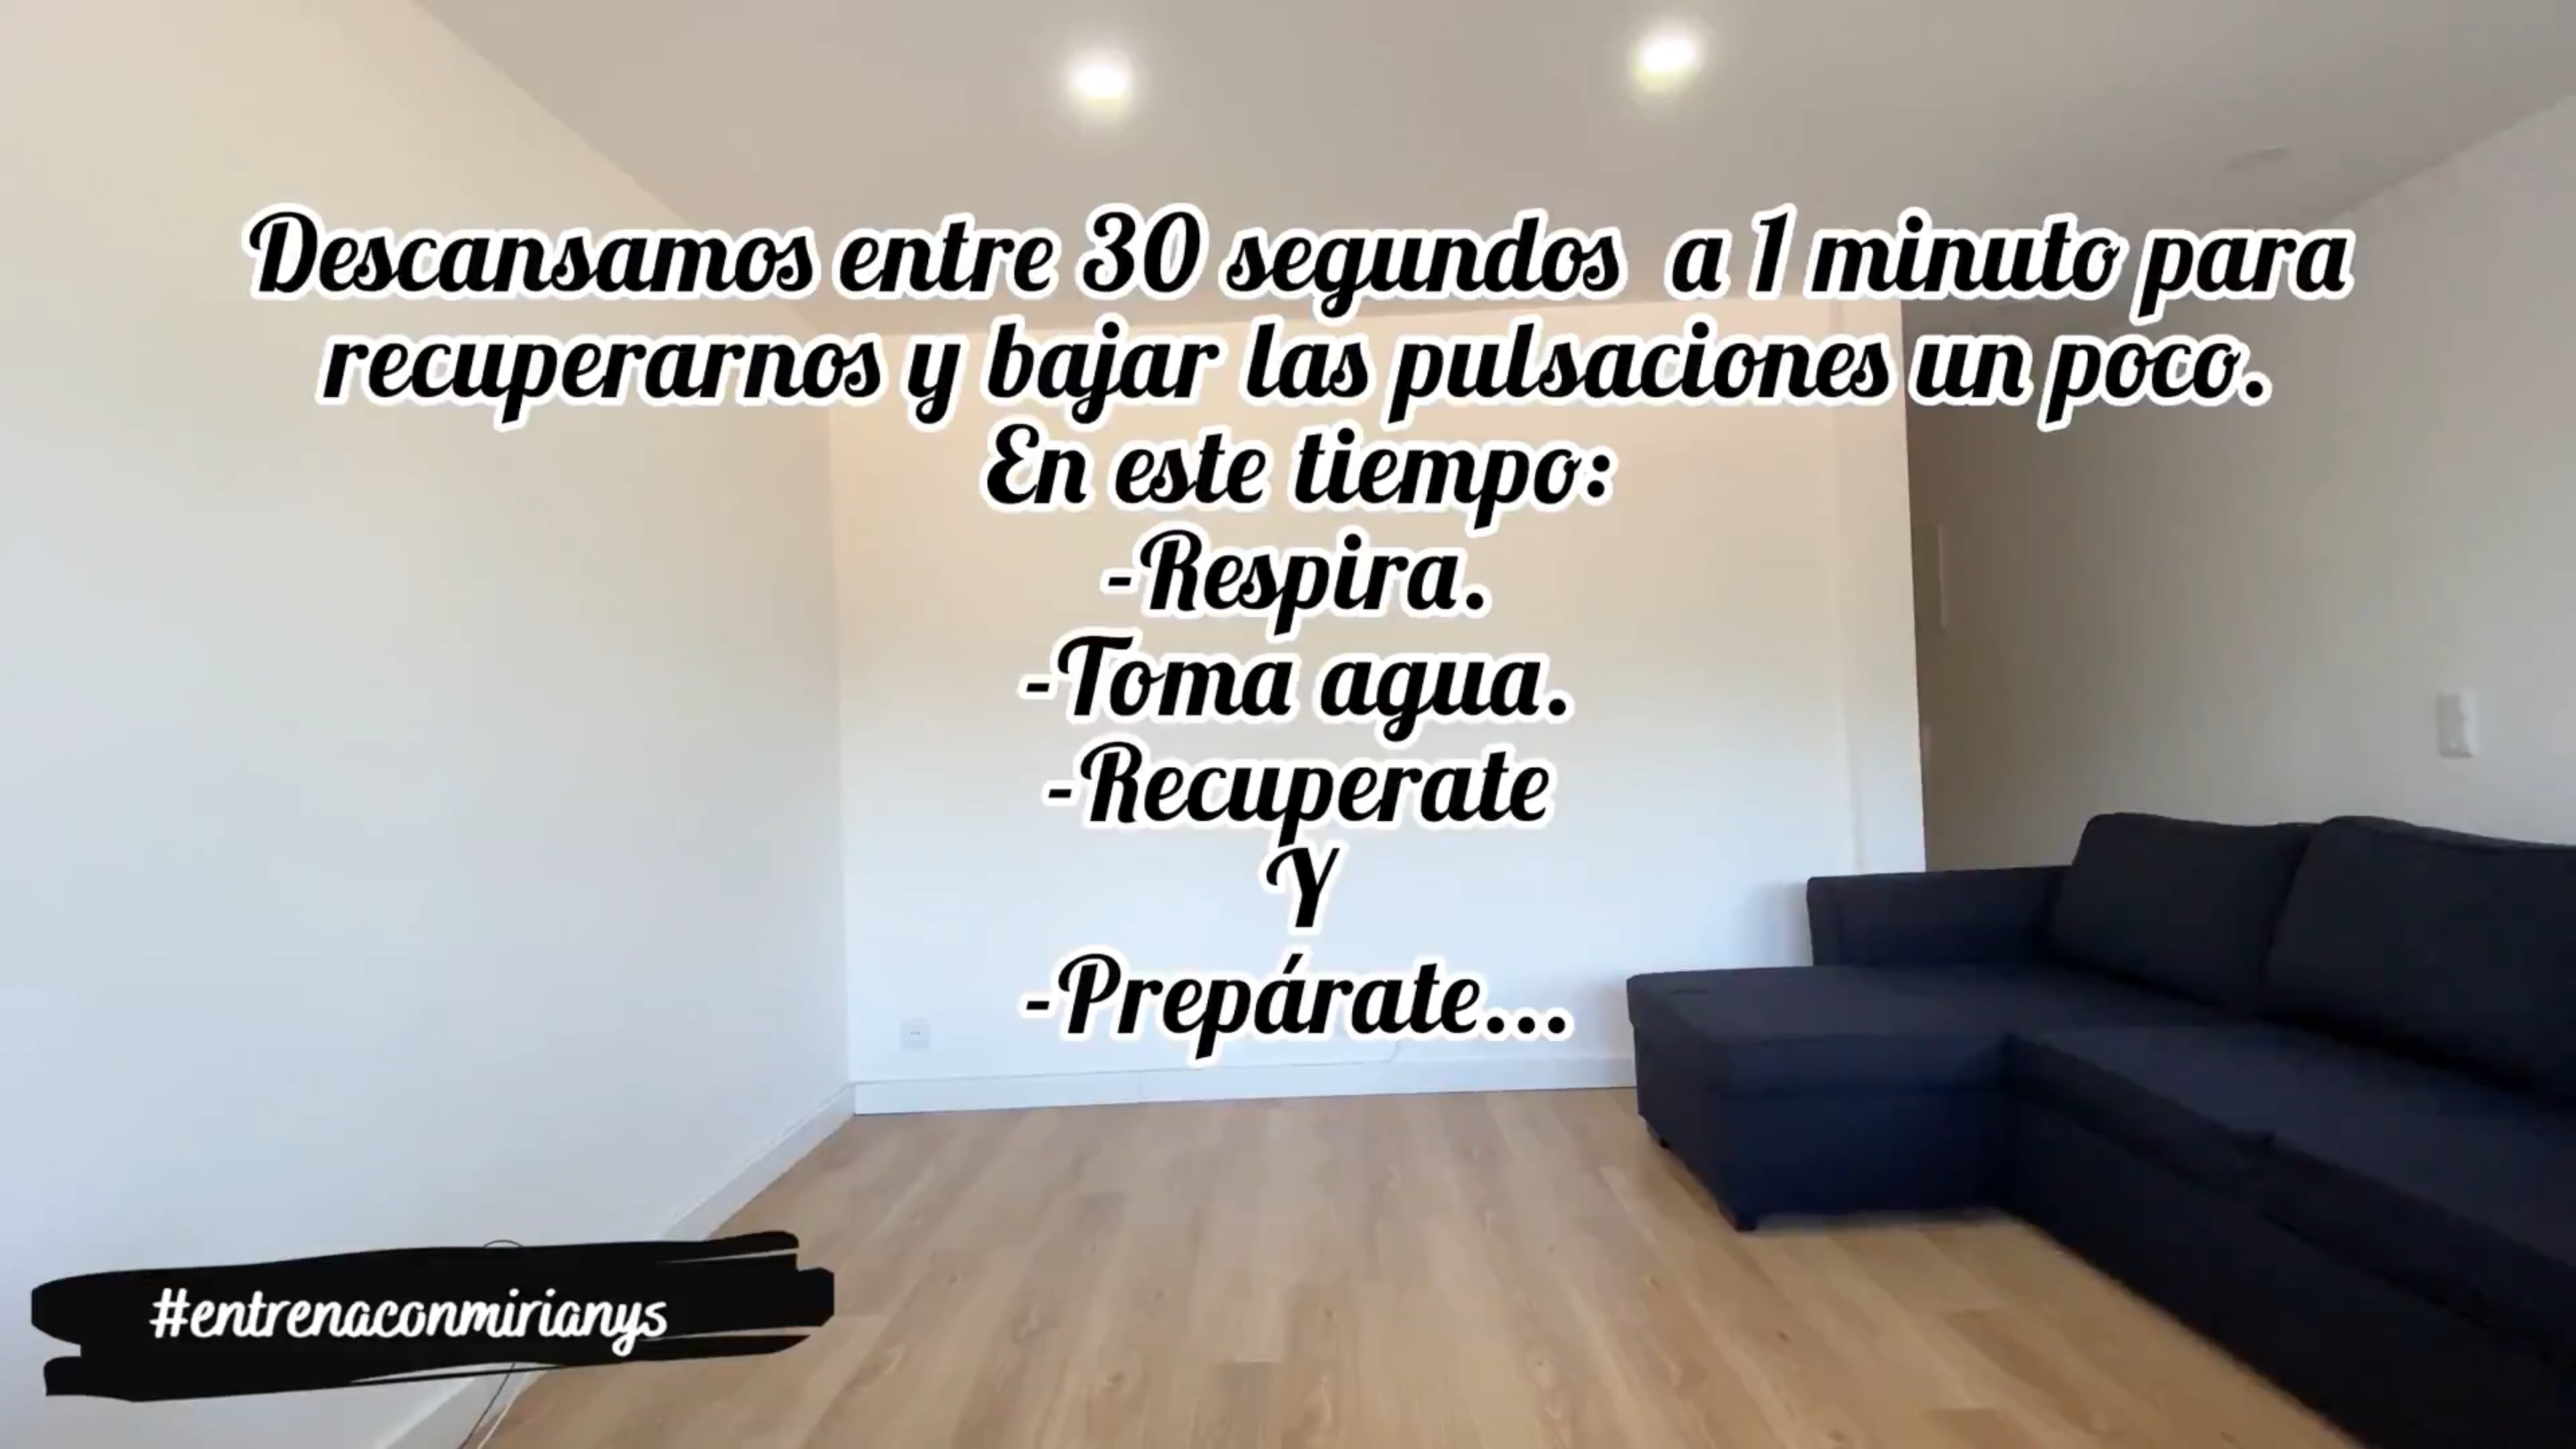 Descansamos entre 30 segundos  a 1 minuto para
recuperarnos y bajar las pulsaciones un poco.
En este tiempo:
-Respira.
-Toma agua.
-Recuperate
Y
-Prepárate...
#entrenaconmirianys